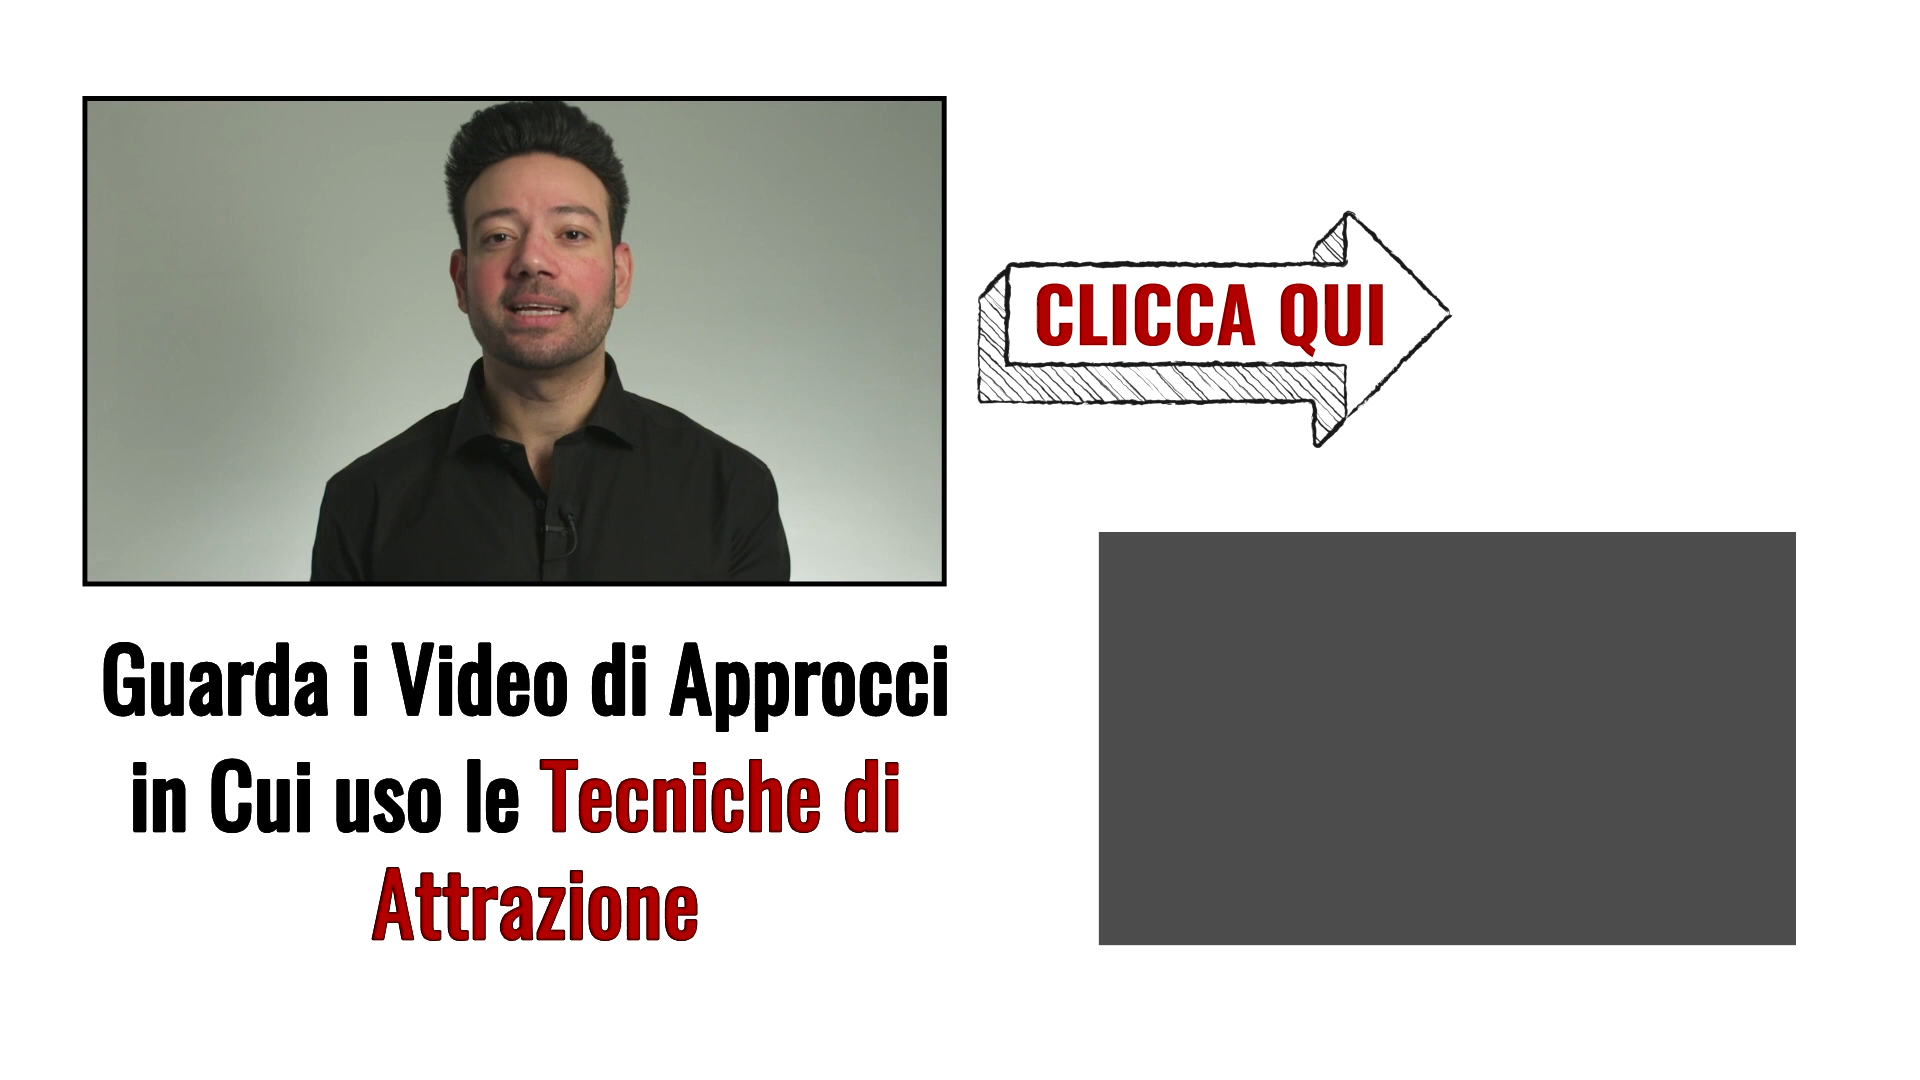 CLICCA QUI
Guarda i Video di Approcci
in Cui uso le Tecniche di
Attrazione